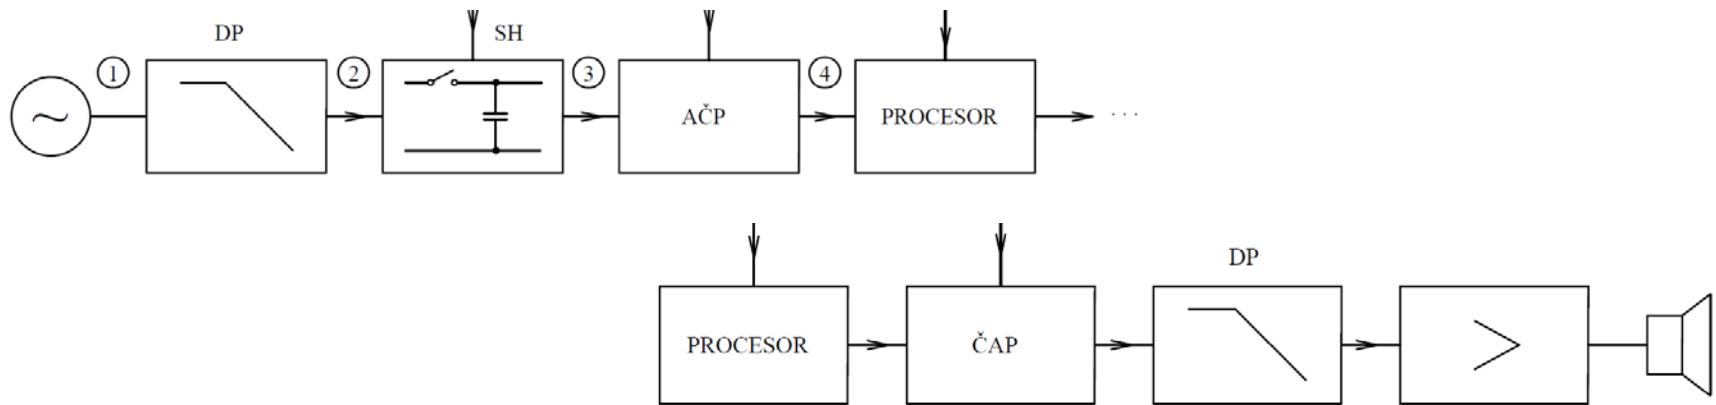 DP
SH
1
2
3
4
AČP
PROCESOR
...
DP
PROCESOR
ČAP